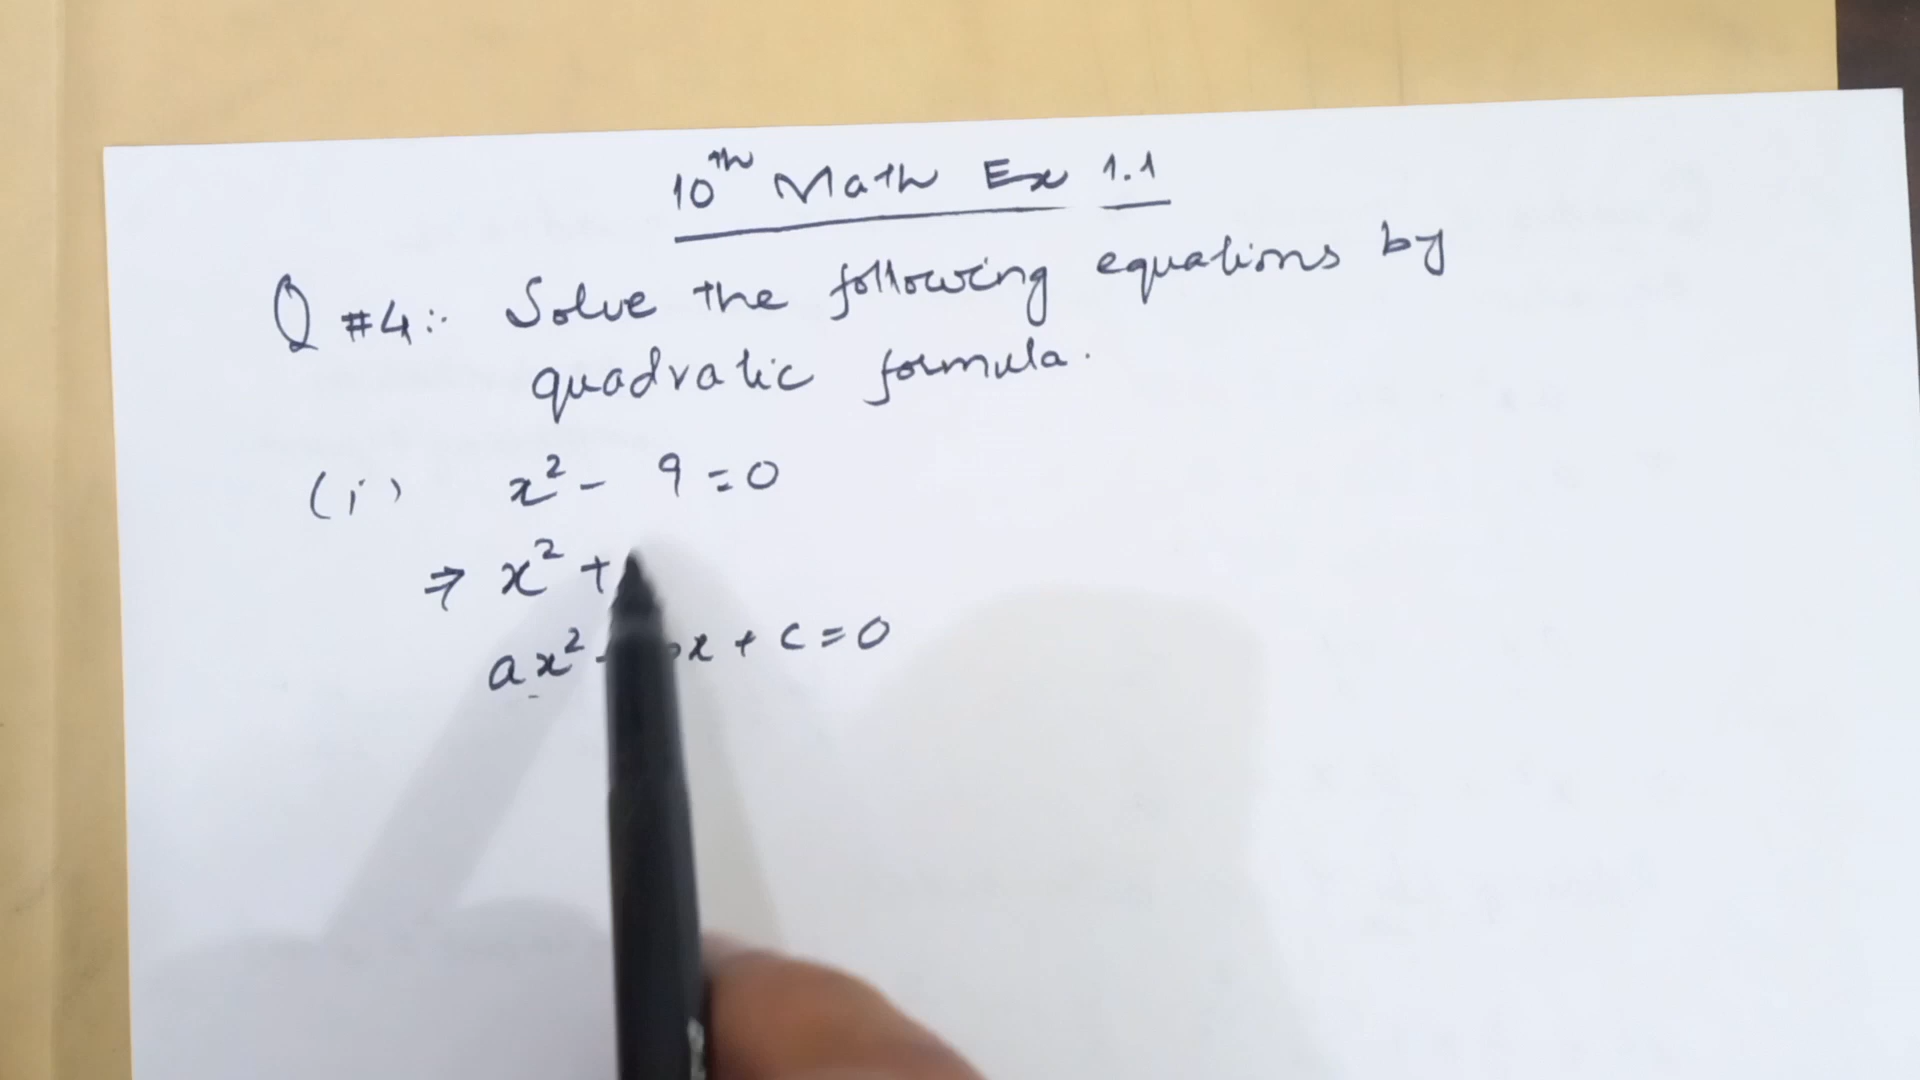 10th Math Ex 1.1
Q #4:- Solve the following equations by
quadratic formula.
(i) x² - 9 = 0
⇒ x² +
ax² x + c = 0